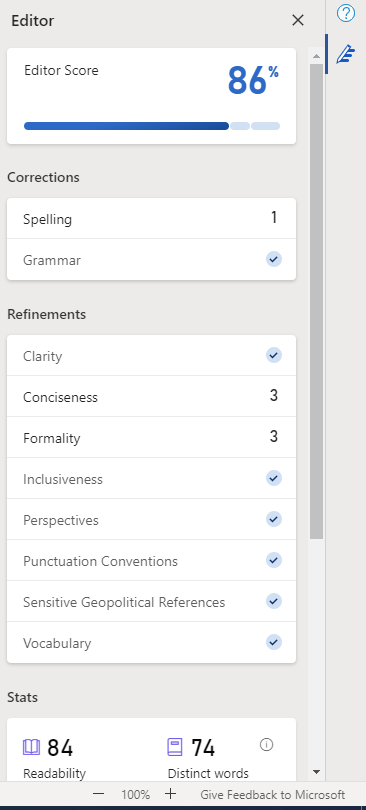 Editor
Editor Score
86%
Corrections
Spelling 1
Grammar
Refinements
Clarity
Conciseness 3
Formality 3
Inclusiveness
Perspectives
Punctuation Conventions
Sensitive Geopolitical References
Vocabulary
Stats
84 74
Readability Distinct words
100% Give Feedback to Microsoft